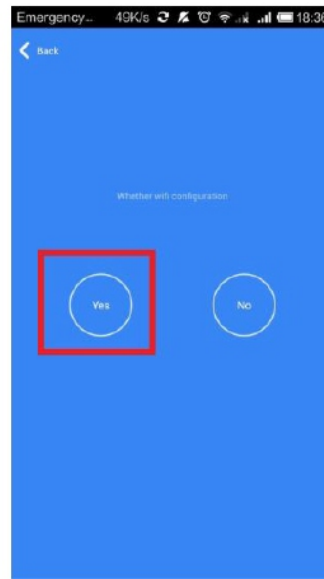 Emergency... 49K/s 18:36
Back
Whether wifi configuration
Yes
No